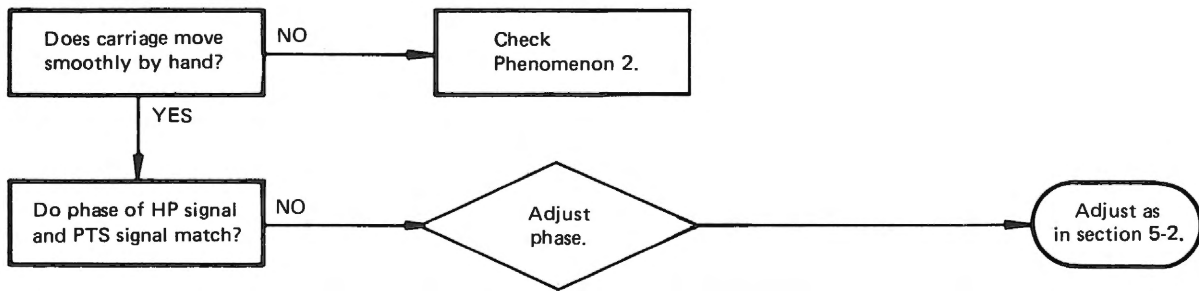 Does carriage move
smoothly by hand?
NO
Check
Phenomenon 2.
YES
Do phase of HP signal
and PTS signal match?
NO
Adjust
phase.
Adjust as
in section 5-2.